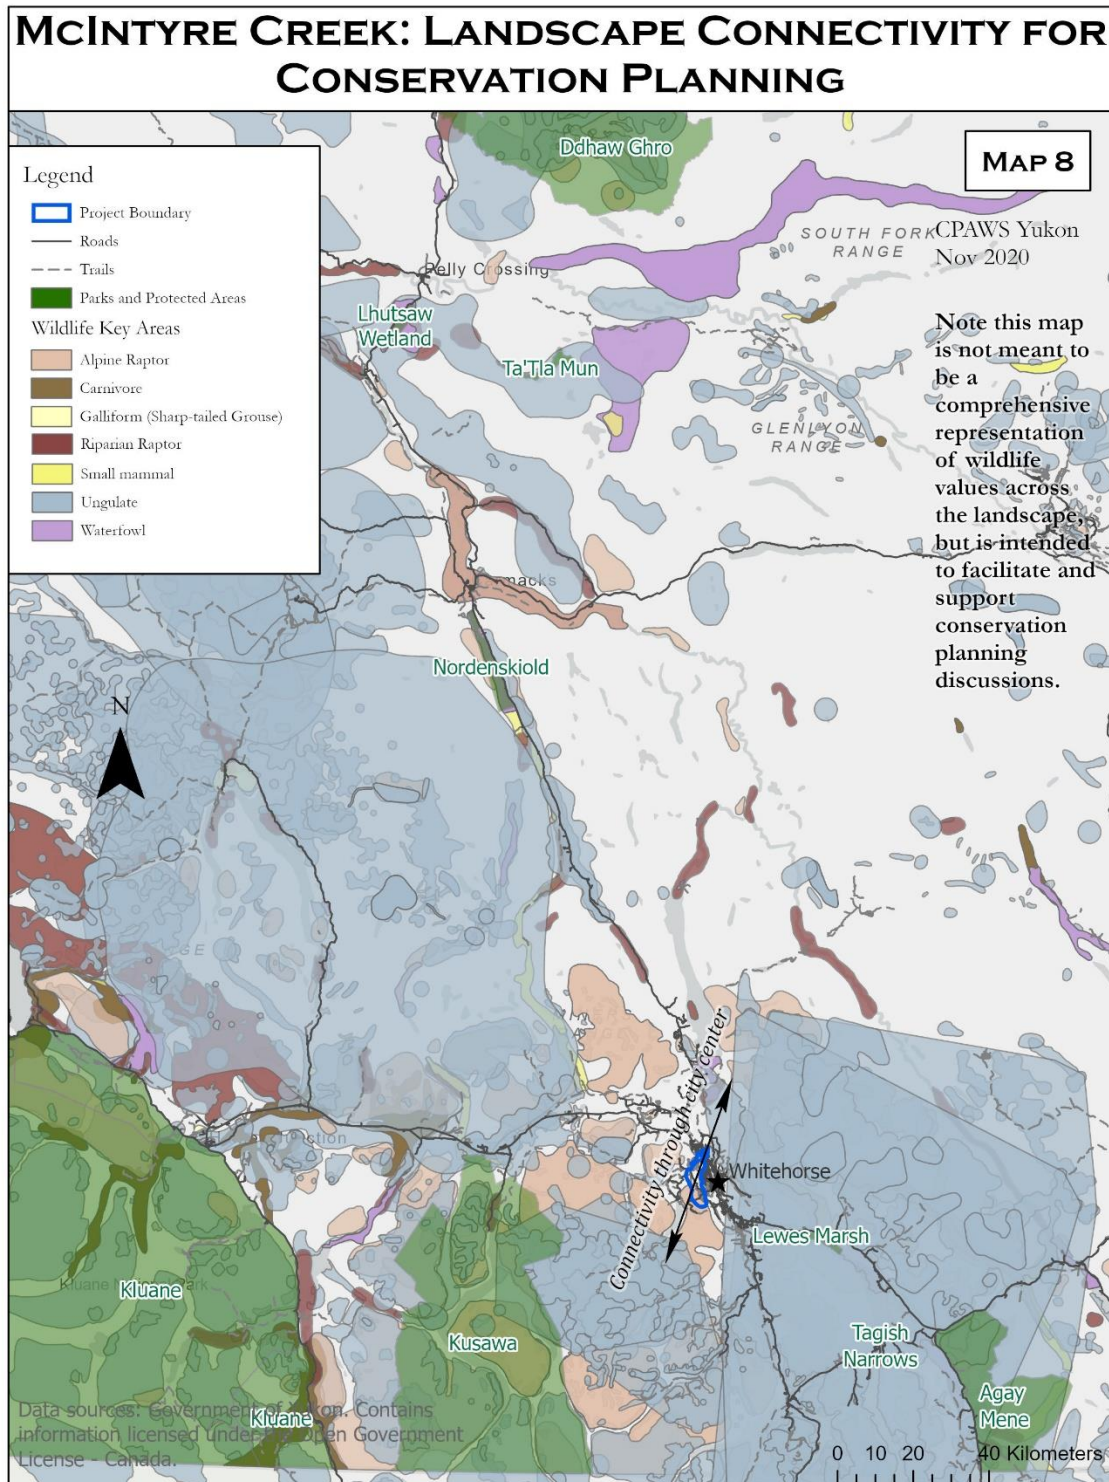 McIntyre Creek: Landscape Connectivity for
Conservation Planning
Map 8
CPAWS Yukon
Nov 2020
Note this map
is not meant to
be a
comprehensive
representation
of wildlife
values across
the landscape,
but is intended
to facilitate and
support
conservation
planning
discussions.
Legend
Project Boundary
Roads
Trails
Parks and Protected Areas
Wildlife Key Areas
Alpine Raptor
Carnivore
Galliform (Sharp-tailed Grouse)
Riparian Raptor
Small mammal
Ungulate
Waterfowl
Ddhaw Ghro
SOUTH FORK
RANGE
Pelly Crossing
Lhutsaw
Wetland
Ta'Tla Mun
GLENLYON
RANGE
Nordenskiold
N
Connectivity through city center
Whitehorse
Lewes Marsh
Kluane
Kusawa
Tagish
Narrows
Agay
Mene
Kluane
Data sources: Government of Yukon. Contains
information licensed under the Open Government
License - Canada.
0 10 20 40 Kilometers